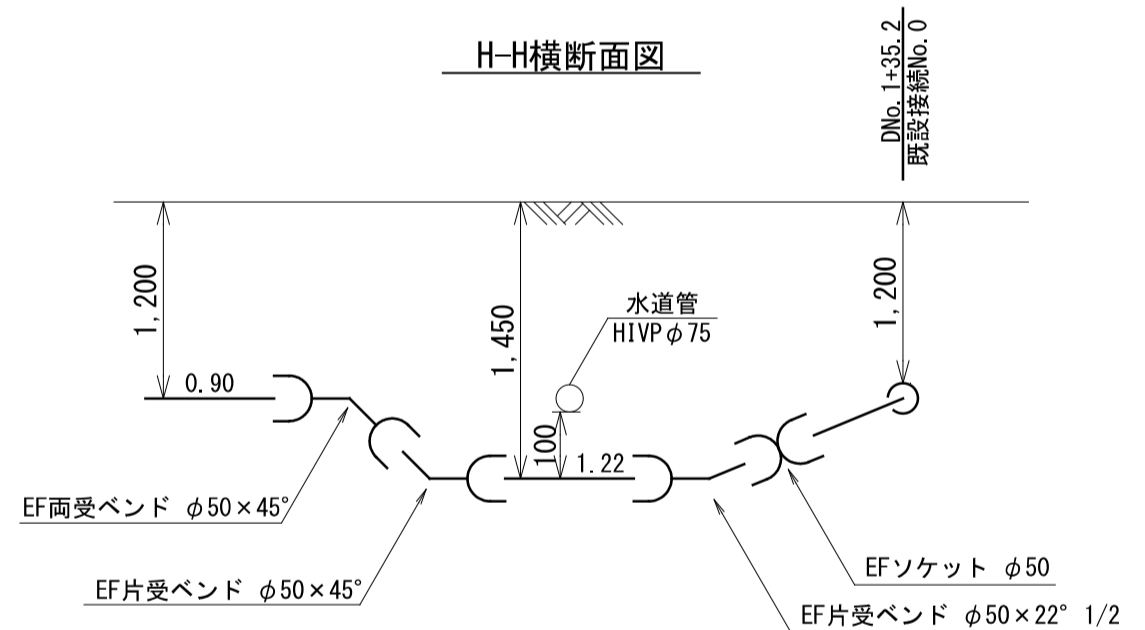 H-H横断面図
DNo.1+35.2
既設接続No.0
1,200
1,450
1,200
水道管
HIVPφ75
0.90
100
1.22
EF両受ベンド φ50×45°
EF片受ベンド φ50×45°
EFソケット φ50
EF片受ベンド φ50×22° 1/2